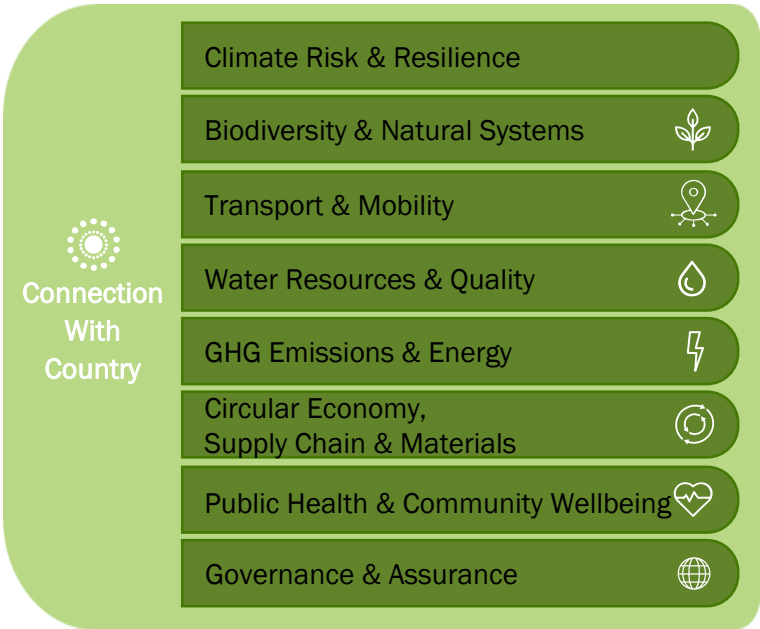 Connection
With
Country
Climate Risk & Resilience
Biodiversity & Natural Systems
Transport & Mobility
Water Resources & Quality
GHG Emissions & Energy
Circular Economy,
Supply Chain & Materials
Public Health & Community Wellbeing
Governance & Assurance